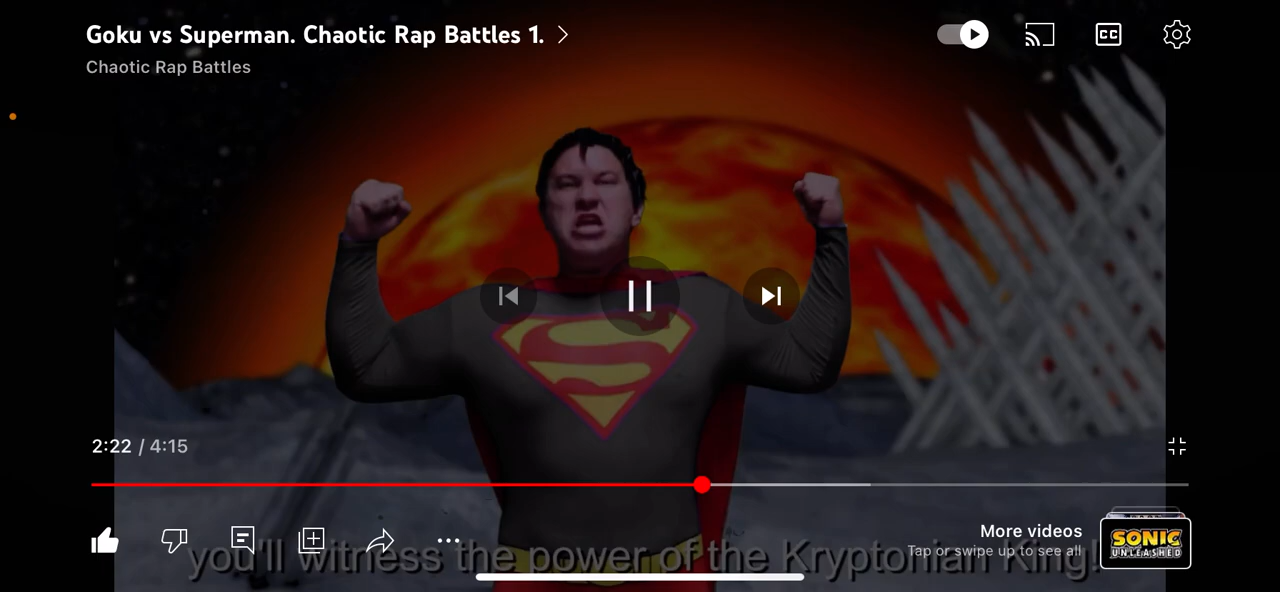 Goku vs Superman. Chaotic Rap Battles 1.
Chaotic Rap Battles
CC
S
2:22 / 4:15
More videos
Tap or swipe up to see all
SONIC
UNLEASHED
you'll witness the power of the Kryptonian King!